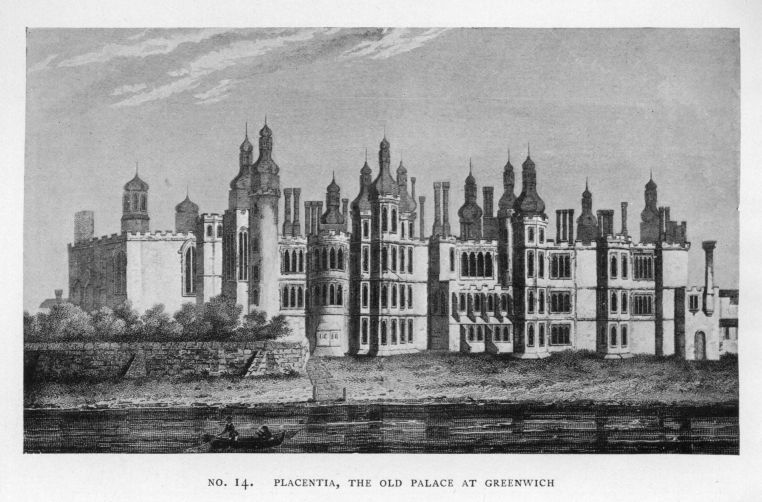 NO. 14. PLACENTIA, THE OLD PALACE AT GREENWICH